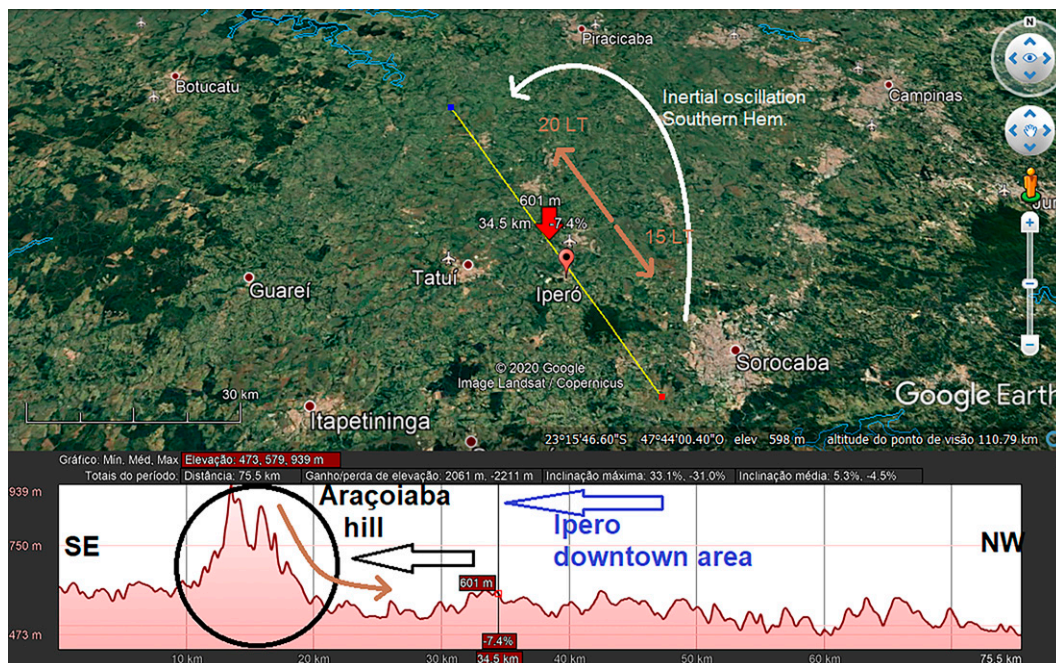 Piracicaba
N
Botucatu
Campinas
Inertial oscillation
Southern Hem.
20 LT
601 m
34.5 km -7.4%
15 LT
Tatuí
Guareí
Iperó
© 2020 Google
Image Landsat / Copernicus
Sorocaba
Google Earth
30 km
Itapetininga
23°15'46.60"S 47°44'00.40"O elev 598 m altitude do ponto de visão 110.79 km
Gráfico: Mín, Méd, Máx Elevação: 473, 579, 939 m
Totais do período: Distância: 75.5 km Ganho/perda de elevação: 2061 m, -2211 m Inclinação máxima: 33.1%, -31.0% Inclinação média: 5.3%, -4.5%
939 m
Araçoiaba
hill
Ipero
downtown area
SE
NW
750 m
601 m
473 m
-7.4%
10 km
20 km
30 km
34.5 km
40 km
50 km
60 km
75.5 km